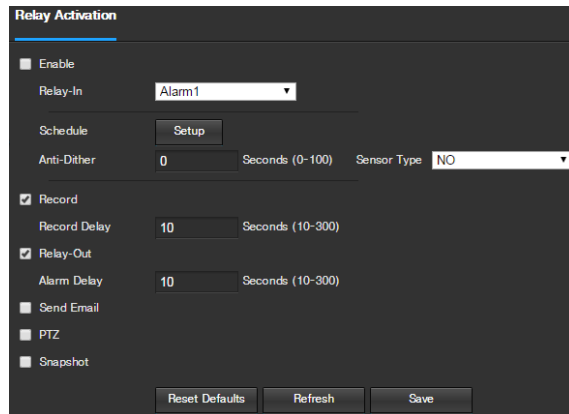 Relay Activation
Enable
Relay-In Alarm1
Schedule Setup
Anti-Dither 0 Seconds (0-100) Sensor Type NO
Record
Record Delay 10 Seconds (10-300)
Relay-Out
Alarm Delay 10 Seconds (10-300)
Send Email
PTZ
Snapshot
Reset Defaults Refresh Save